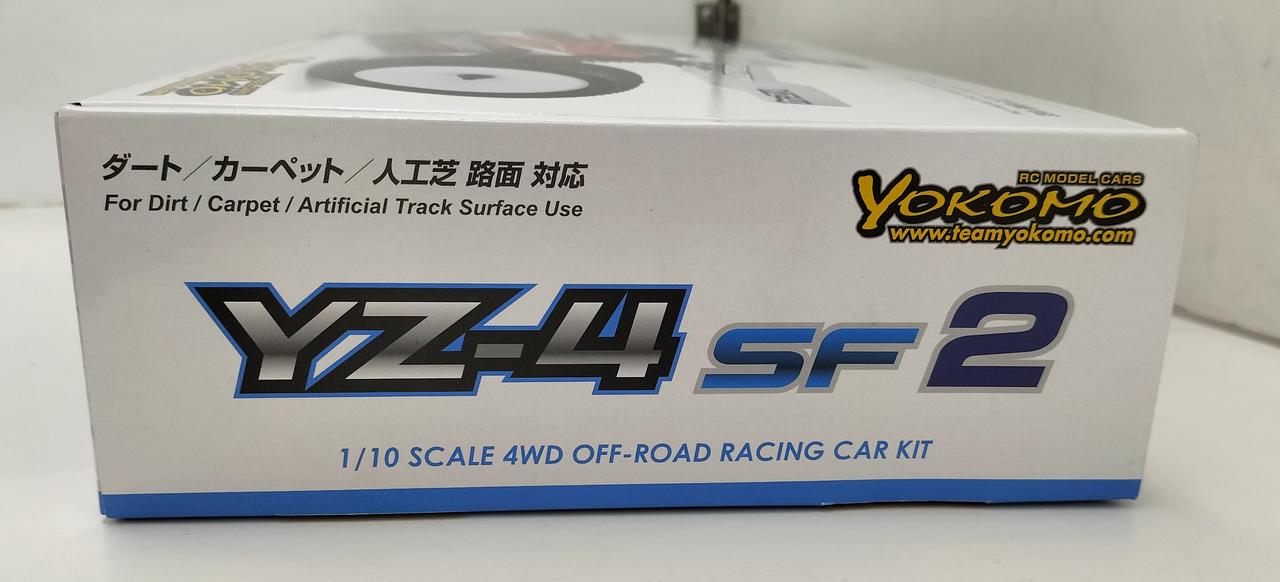 ダート／カーペット／人工芝 路面 対応
For Dirt / Carpet / Artificial Track Surface Use
RC MODEL CARS
YOKOMO
www.teamyokomo.com
YZ-4 SF 2
1/10 SCALE 4WD OFF-ROAD RACING CAR KIT